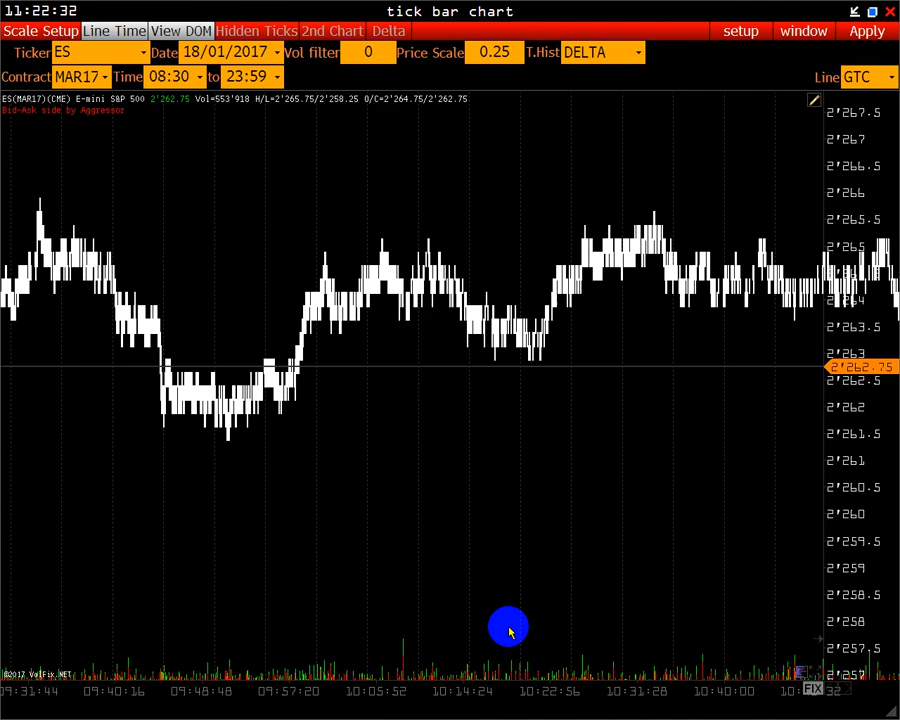 11:22:32 tick bar chart
Scale Setup Line Time View DOM Hidden Ticks 2nd Chart Delta setup window Apply
Ticker ES Date 18/01/2017 Vol filter 0 Price Scale 0.25 T.Hist DELTA
Contract MAR17 Time 08:30 to 23:59 Line GTC
ES(MAR17)(CME) E-mini S&P 500 2'262.75 Vol=553'918 H/L=2'265.75/2'258.25 O/C=2'264.75/2'262.75
Bid-Ask side by Aggressor
2'267.5
2'267
2'266.5
2'266
2'265.5
2'265
2'264
2'263.5
2'263
2'262.75
2'262.5
2'262
2'261.5
2'261
2'260.5
2'260
2'259.5
2'259
2'258.5
2'258
2'257.5
2'257
©2017 VolFix.NET
09:31:44 09:40:16 09:48:48 09:57:20 10:05:52 10:14:24 10:22:56 10:31:28 10:40:00
FIX